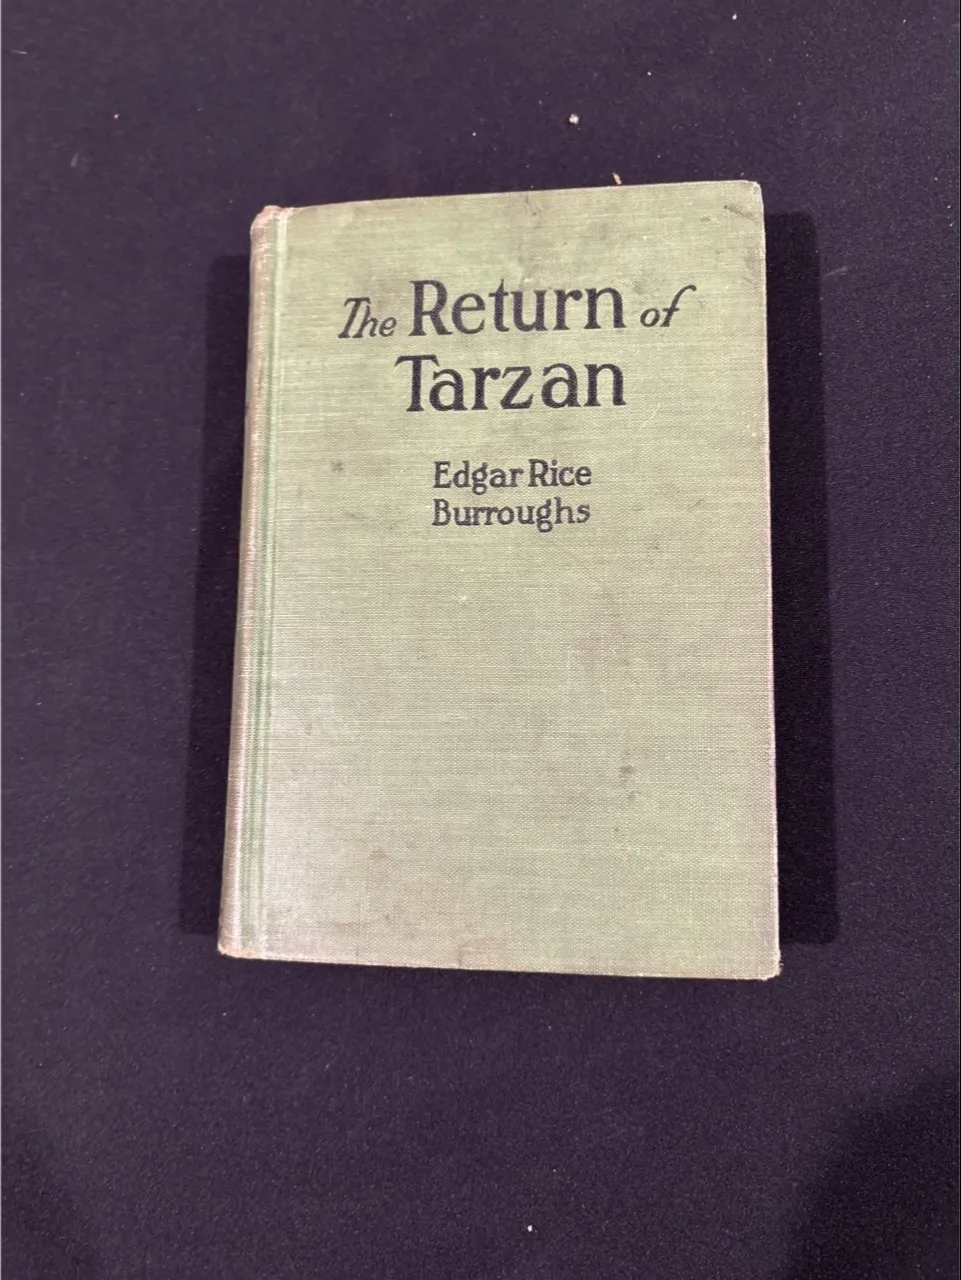 The Return of
Tarzan
Edgar Rice
Burroughs